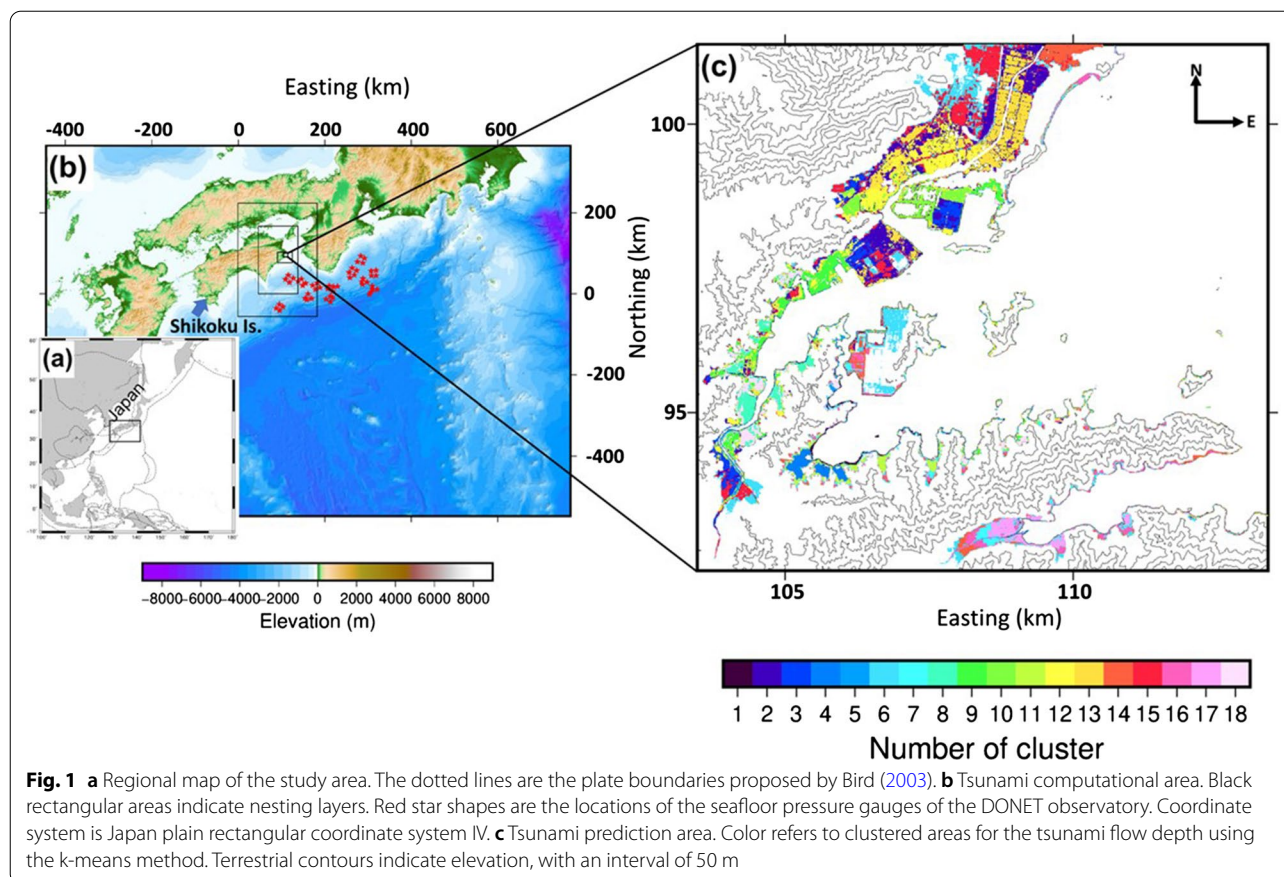 Easting (km)
-400 -200 0 200 400 600
(b)
200
0
-200
-400
Northing (km)
Shikoku Is.
(a)
Japan
-8000 -6000 -4000 -2000 0 2000 4000 6000 8000
Elevation (m)
(c)
N
E
100
95
105 110
Easting (km)
1 2 3 4 5 6 7 8 9 10 11 12 13 14 15 16 17 18
Number of cluster
Fig. 1 a Regional map of the study area. The dotted lines are the plate boundaries proposed by Bird (2003). b Tsunami computational area. Black
rectangular areas indicate nesting layers. Red star shapes are the locations of the seafloor pressure gauges of the DONET observatory. Coordinate
system is Japan plain rectangular coordinate system IV. c Tsunami prediction area. Color refers to clustered areas for the tsunami flow depth using
the k-means method. Terrestrial contours indicate elevation, with an interval of 50 m